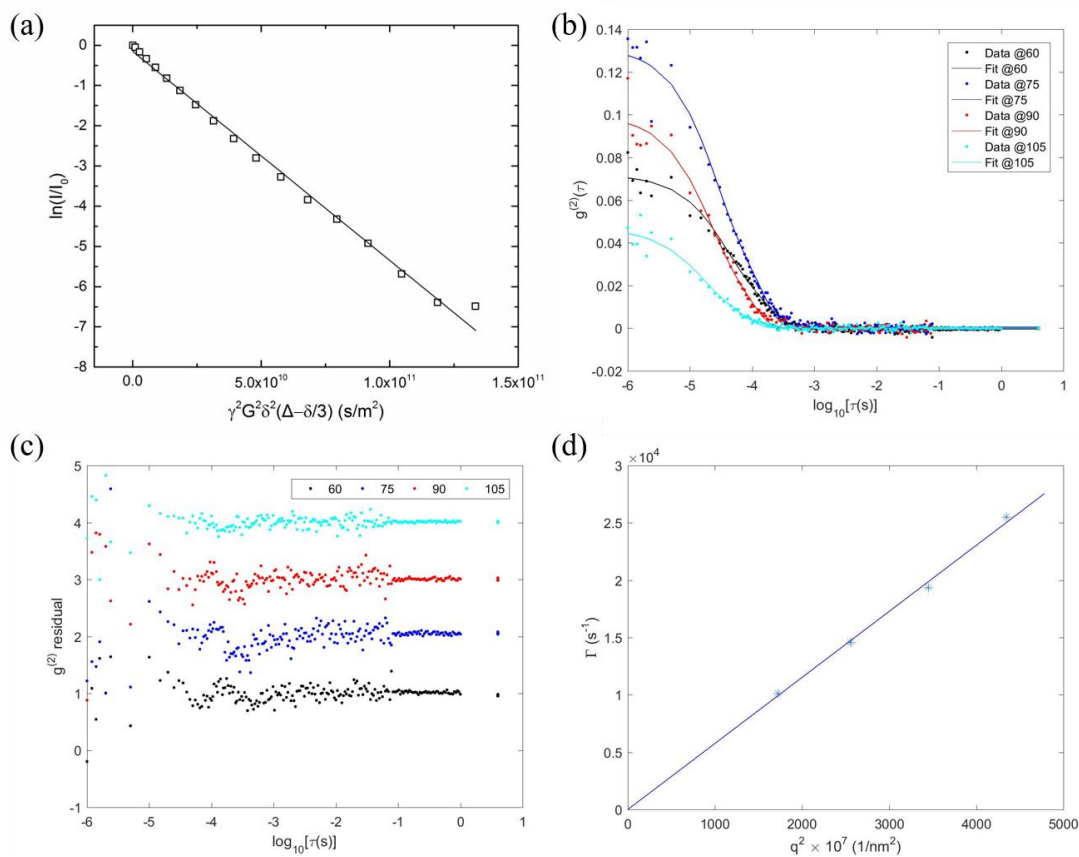 (a)
0
-1
-2
-3
-4
-5
-6
-7
-8
ln(I/I₀)
0.0
5.0x10¹⁰
1.0x10¹¹
1.5x10¹¹
γ²G²δ²(Δ−δ/3) (s/m²)
(b)
0.14
0.12
0.1
0.08
0.06
0.04
0.02
0
-0.02
g⁽²⁾(τ)
Data @60
Fit @60
Data @75
Fit @75
Data @90
Fit @90
Data @105
Fit @105
-6 -5 -4 -3 -2 -1 0 1
log₁₀[τ(s)]
(c)
5
4
3
2
1
0
-1
g⁽²⁾ residual
60 75 90 105
-6 -5 -4 -3 -2 -1 0 1
log₁₀[τ(s)]
(d)
×10⁴
3
2.5
2
1.5
1
0.5
0
Γ (s⁻¹)
0 1000 2000 3000 4000 5000
q² × 10⁷ (1/nm²)